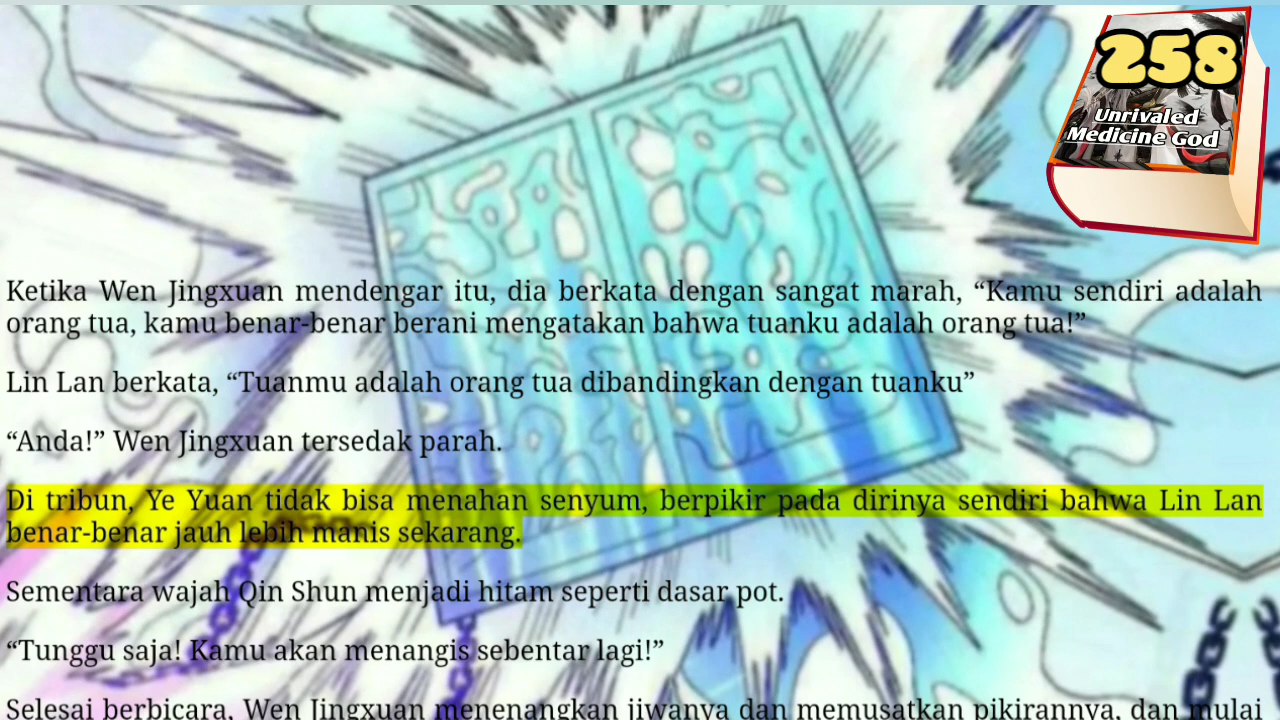 258
Unrivaled
Medicine God
Ketika Wen Jingxuan mendengar itu, dia berkata dengan sangat marah, “Kamu sendiri adalah
orang tua, kamu benar-benar berani mengatakan bahwa tuanku adalah orang tua!”
Lin Lan berkata, “Tuanmu adalah orang tua dibandingkan dengan tuanku”
“Anda!” Wen Jingxuan tersedak parah.
Di tribun, Ye Yuan tidak bisa menahan senyum, berpikir pada dirinya sendiri bahwa Lin Lan
benar-benar jauh lebih manis sekarang.
Sementara wajah Qin Shun menjadi hitam seperti dasar pot.
“Tunggu saja! Kamu akan menangis sebentar lagi!”
Selesai berbicara, Wen Jingxuan menenangkan jiwanya dan memusatkan pikirannya, dan mulai